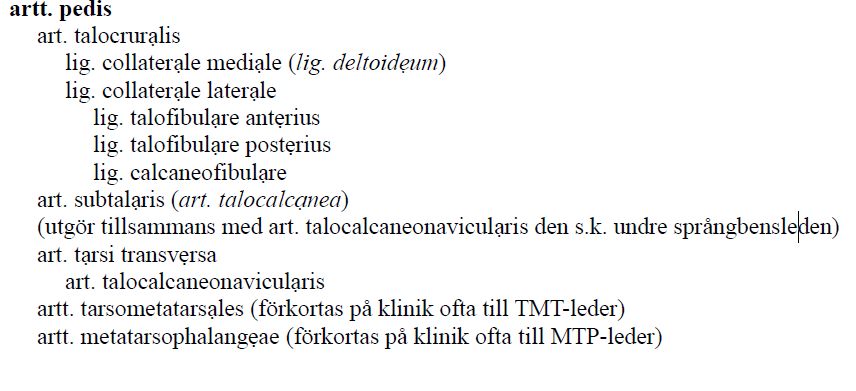 artt. pedis
art. talocrurạlis
lig. collaterạle mediạle (lig. deltoidẹum)
lig. collaterạle laterạle
lig. talofibulạre antẹrius
lig. talofibulạre postẹrius
lig. calcaneofibulạre
art. subtalạris (art. talocalcạnea)
(utgör tillsammans med art. talocalcaneonaviculạris den s.k. undre språngbensleden)
art. tạrsi transvẹrsa
art. talocalcaneonaviculạris
artt. tarsometatarsạles (förkortas på klinik ofta till TMT-leder)
artt. metatarsophalangẹae (förkortas på klinik ofta till MTP-leder)